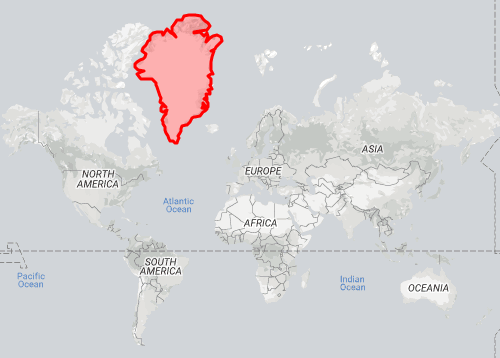 ASIA
NORTH
AMERICA
EUROPE
Atlantic
Ocean
AFRICA
SOUTH
AMERICA
Pacific
Ocean
Indian
Ocean
OCEANIA